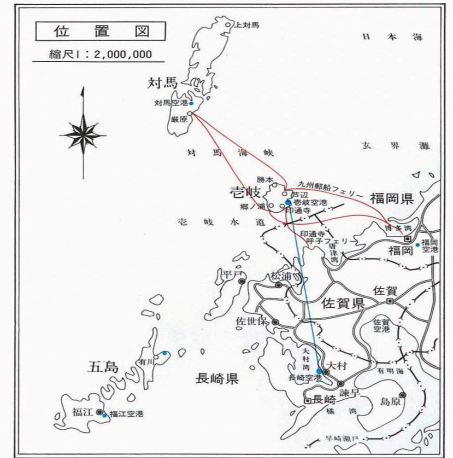 位置図
縮尺1：2,000,000
上対馬
日本海
対馬
対馬空港
厳原
対馬海峡
玄界灘
勝本
九州郵船フェリー
芦辺
壱岐
壱岐空港
福岡県
郷ノ浦
印通寺
博多湾
壱岐水道
印通寺
呼子フェリー
唐津湾
福岡
福岡空港
平戸
松浦
佐賀県
佐賀
佐世保
佐賀空港
五島
有川
大村湾
長崎県
長崎空港
大村
有明海
諫早
福江
福江空港
長崎
橘湾
島原
早崎瀬戸